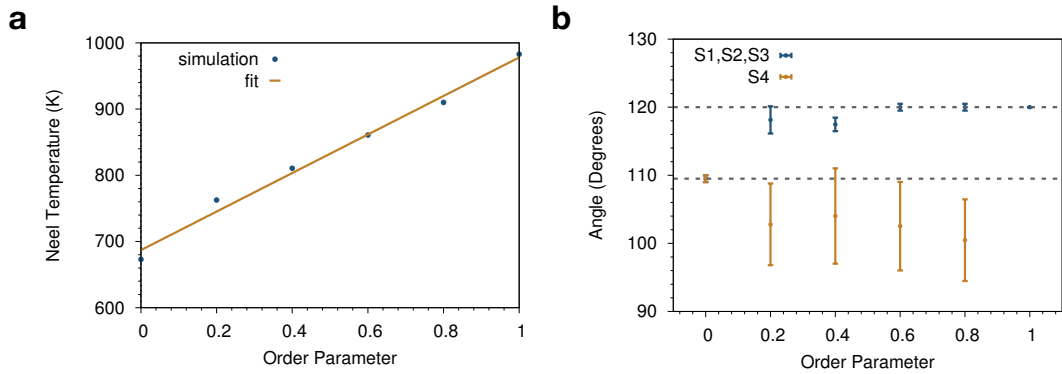 a
1000
900
800
700
600
Neel Temperature (K)
simulation
fit
0 0.2 0.4 0.6 0.8 1
Order Parameter
b
130
120
110
100
90
Angle (Degrees)
S1,S2,S3
S4
0 0.2 0.4 0.6 0.8 1
Order Parameter